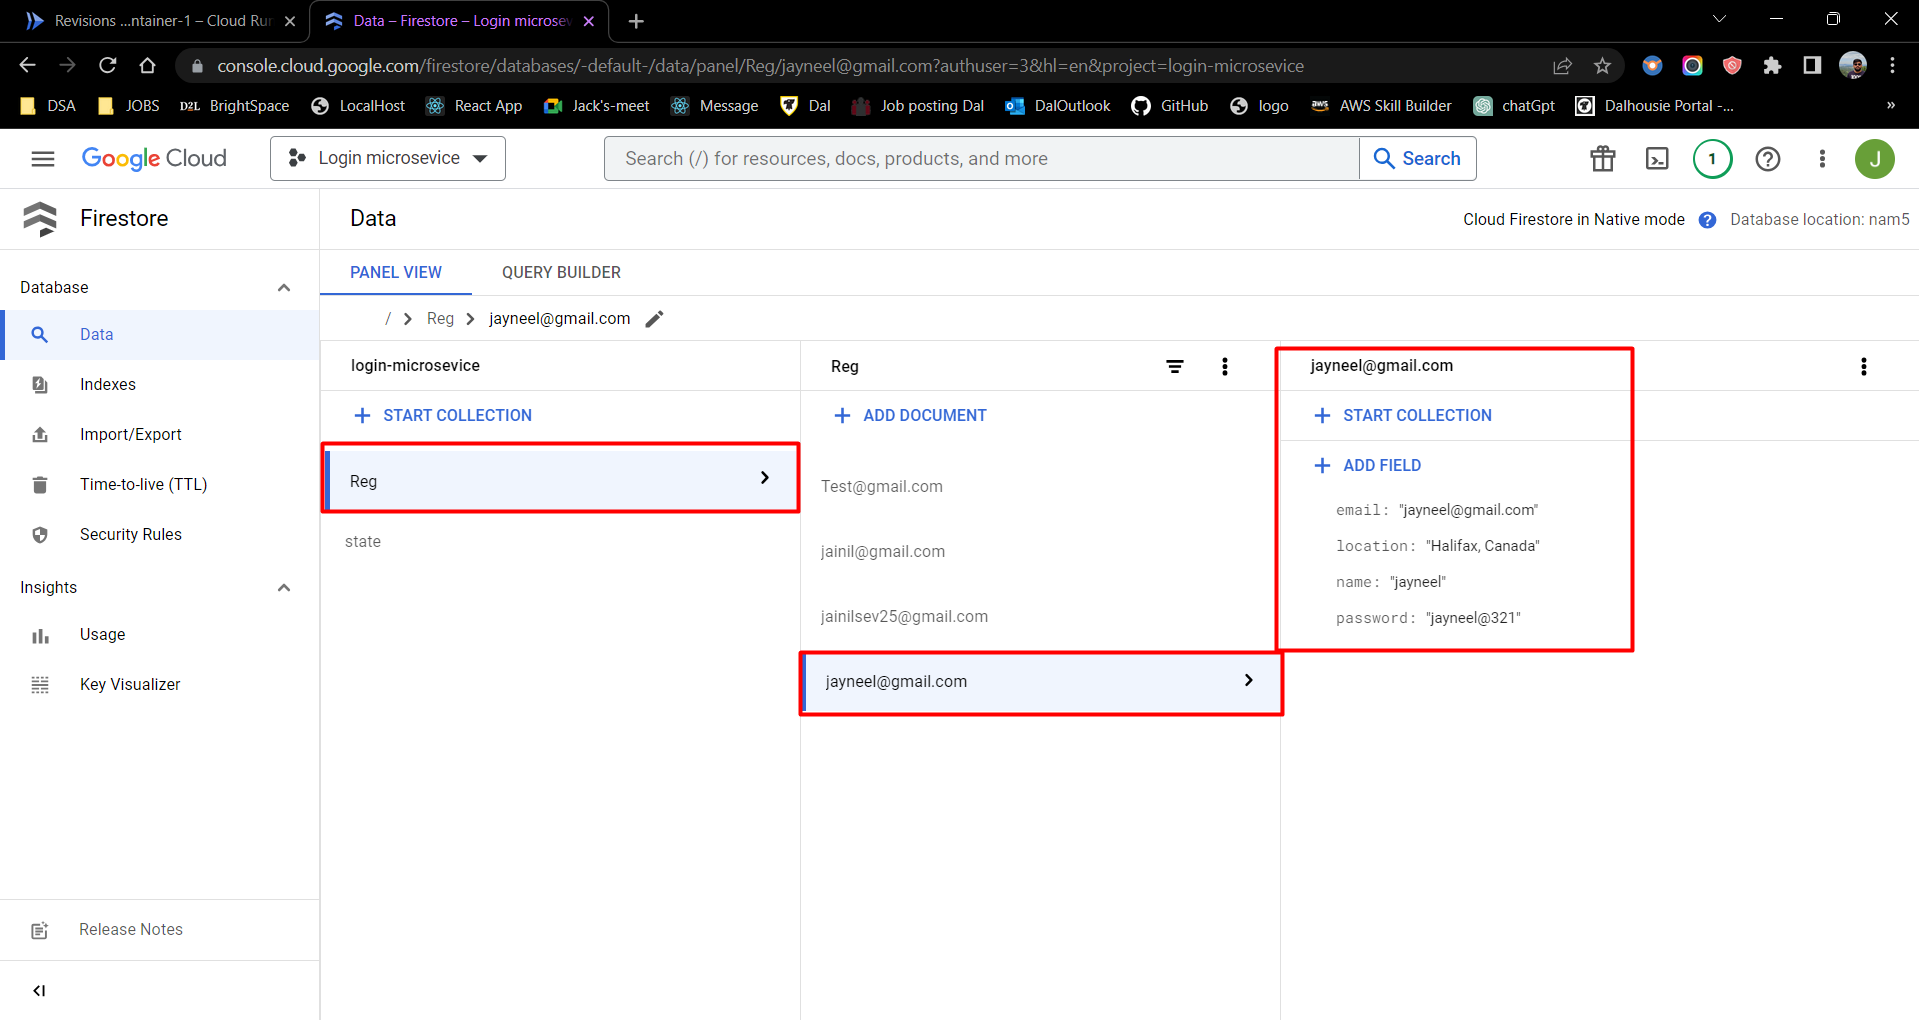 Revisions ...ntainer-1 – Cloud Run
Data – Firestore – Login microsev
console.cloud.google.com/firestore/databases/-default-/data/panel/Reg/jayneel@gmail.com?authuser=3&hl=en&project=login-microsevice
DSA JOBS D2L BrightSpace LocalHost React App Jack's-meet Message Dal Job posting Dal DalOutlook GitHub logo aws AWS Skill Builder chatGpt Dalhousie Portal -... »
Google Cloud Login microsevice Search (/) for resources, docs, products, and more Search 1 J
Firestore
Data
Cloud Firestore in Native mode Database location: nam5
PANEL VIEW QUERY BUILDER
/ Reg jayneel@gmail.com
Database
Data
Indexes
Import/Export
Time-to-live (TTL)
Security Rules
Insights
Usage
Key Visualizer
Release Notes
login-microsevice
START COLLECTION
Reg
state
Reg
ADD DOCUMENT
Test@gmail.com
jainil@gmail.com
jainilsev25@gmail.com
jayneel@gmail.com
jayneel@gmail.com
START COLLECTION
ADD FIELD
email: "jayneel@gmail.com"
location: "Halifax, Canada"
name: "jayneel"
password: "jayneel@321"